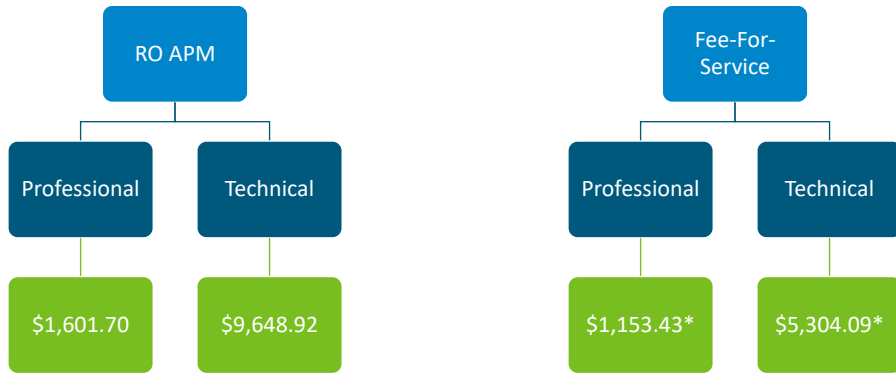 RO APM
Fee-For-
Service
Professional
Technical
Professional
Technical
$1,601.70
$9,648.92
$1,153.43*
$5,304.09*